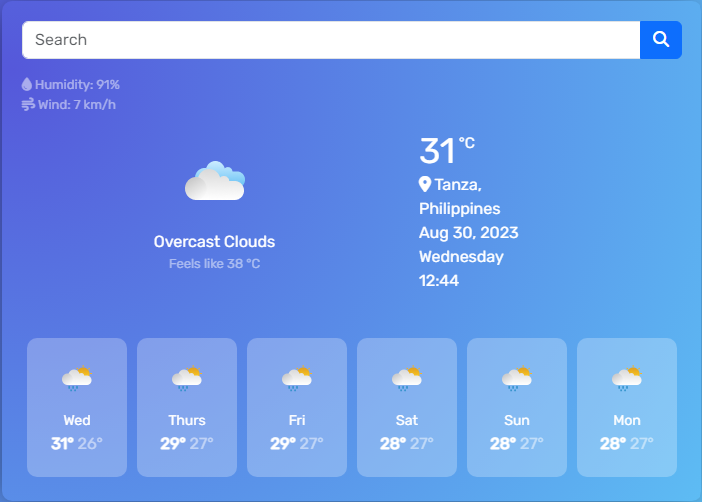 Search
Humidity: 91%
Wind: 7 km/h
31 °C
Tanza,
Philippines
Aug 30, 2023
Wednesday
12:44
Overcast Clouds
Feels like 38 °C
Wed
31° 26°
Thurs
29° 27°
Fri
29° 27°
Sat
28° 27°
Sun
28° 27°
Mon
28° 27°